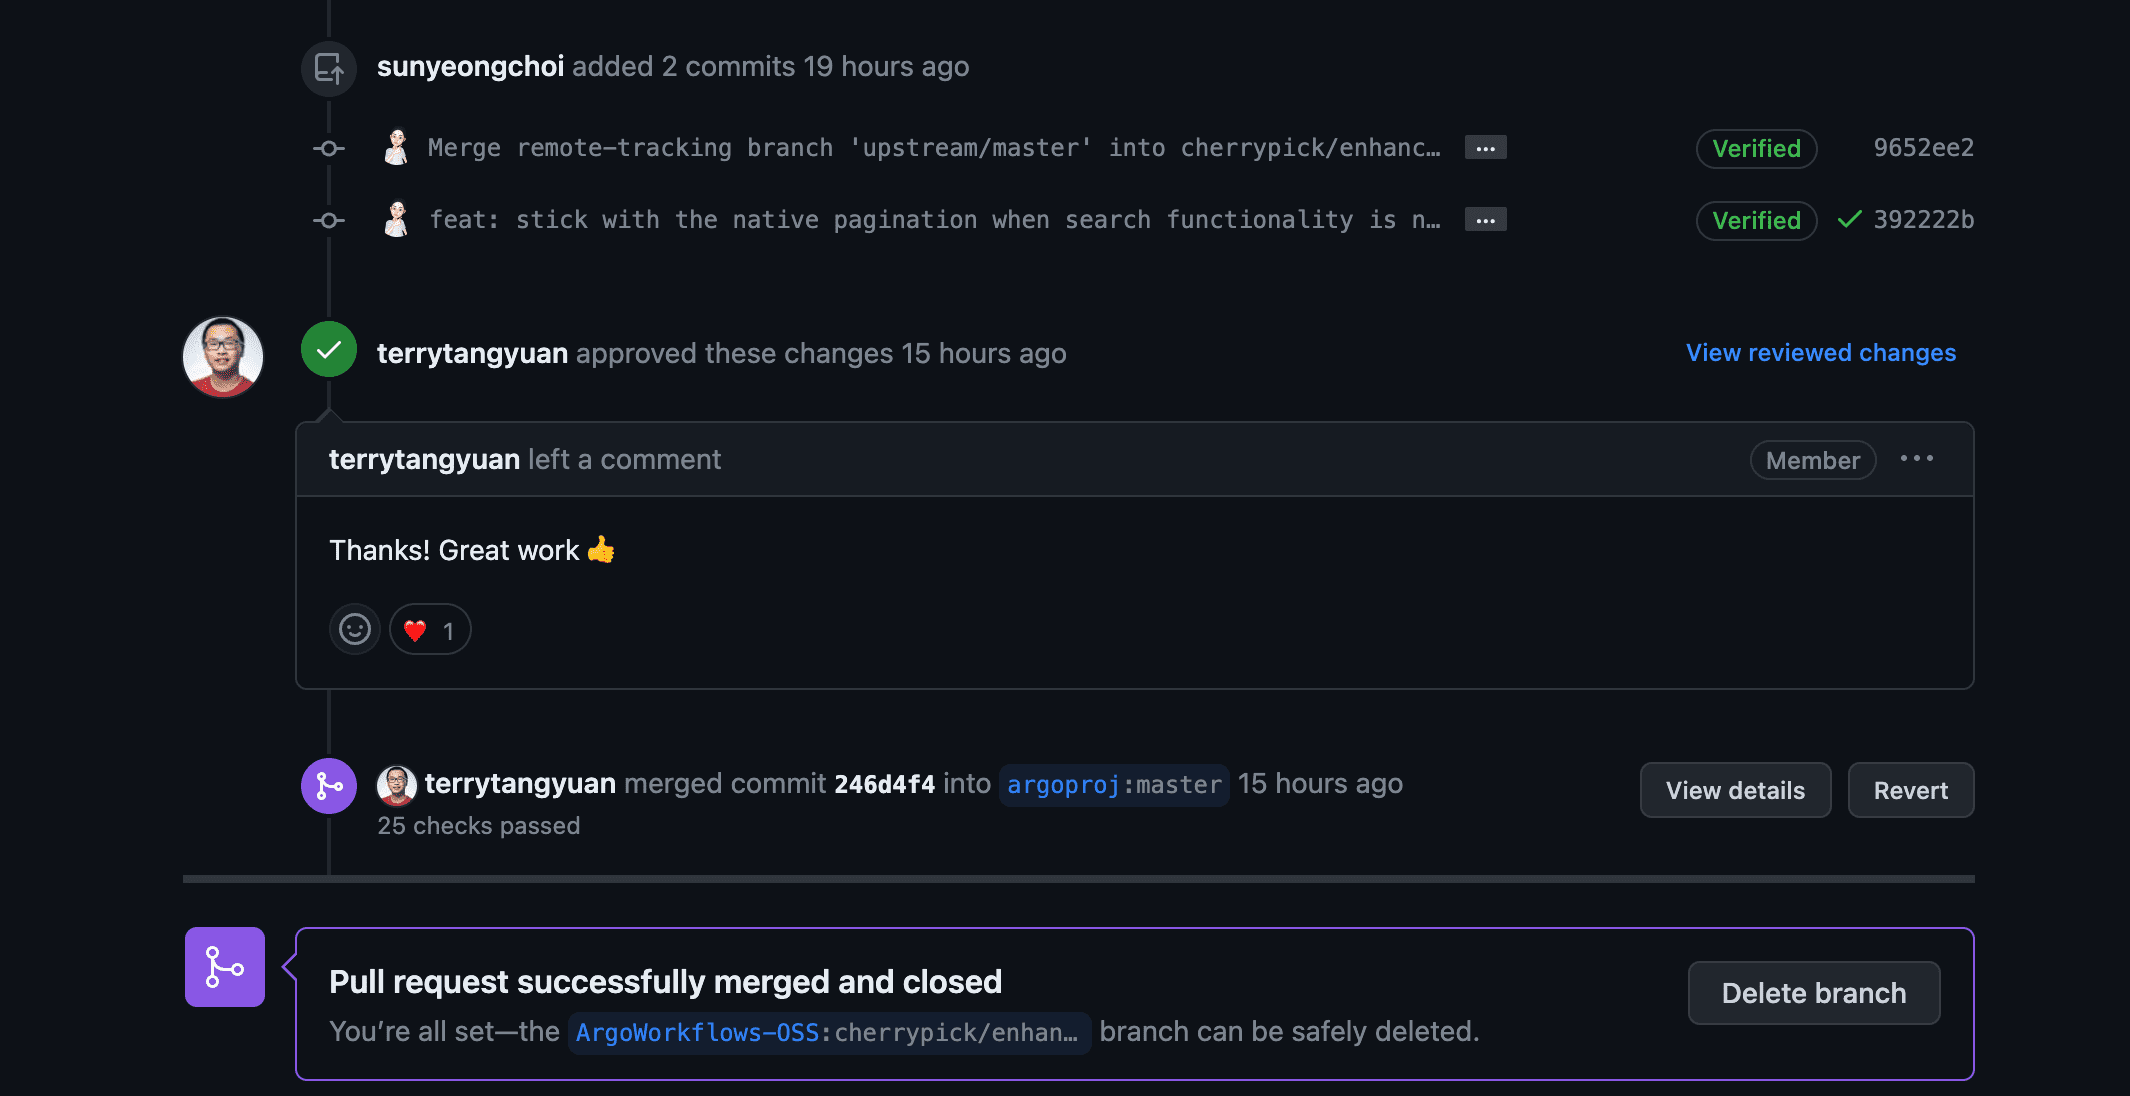 sunyeongchoi added 2 commits 19 hours ago
Merge remote-tracking branch 'upstream/master' into cherrypick/enhanc… … Verified 9652ee2
feat: stick with the native pagination when search functionality is n… … Verified 392222b
terrytangyuan approved these changes 15 hours ago View reviewed changes
terrytangyuan left a comment Member ...
Thanks! Great work 👍
❤️ 1
terrytangyuan merged commit 246d4f4 into argoproj:master 15 hours ago View details Revert
25 checks passed
Pull request successfully merged and closed
Delete branch
You’re all set—the ArgoWorkflows-OSS:cherrypick/enhan… branch can be safely deleted.